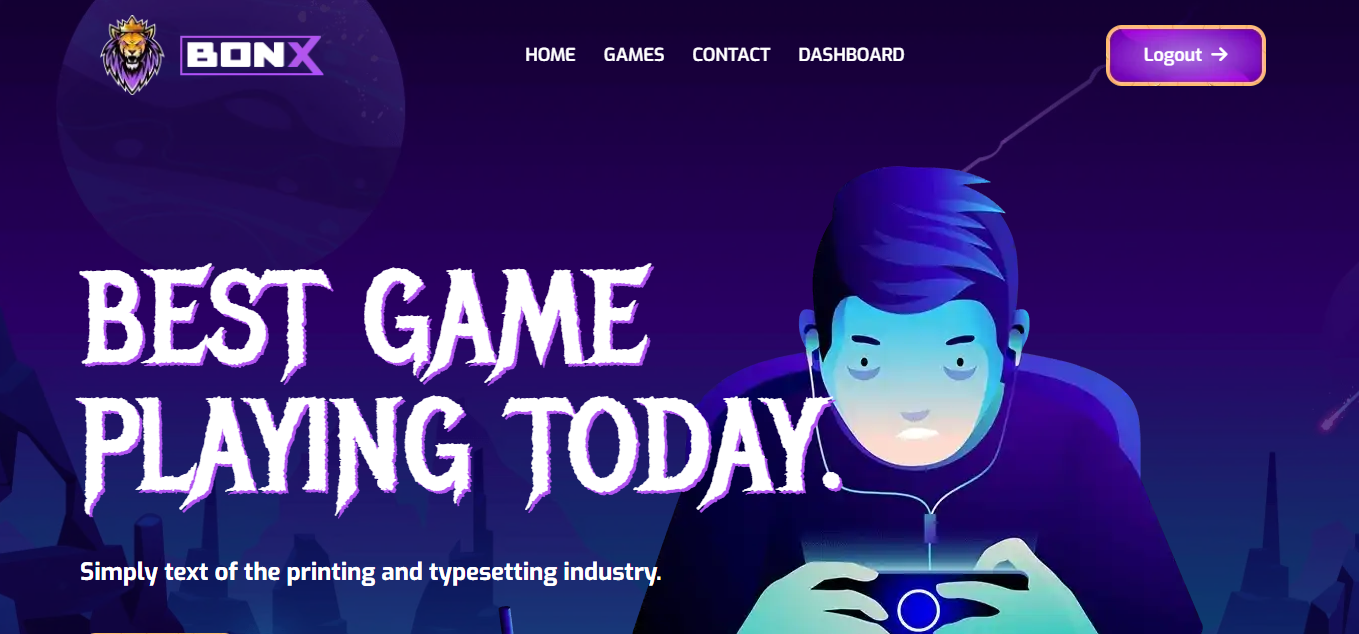 BONX
HOME GAMES CONTACT DASHBOARD
Logout
BEST GAME
PLAYING TODAY.
Simply text of the printing and typesetting industry.